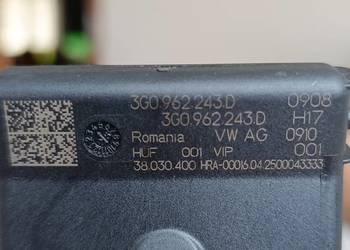 3G0.962.243.D 0908
3G0.962.243.D H17
Romania VW AG 0910
HUF 001 VIP 001
38.030.400 HRA-00016.04.2500043333